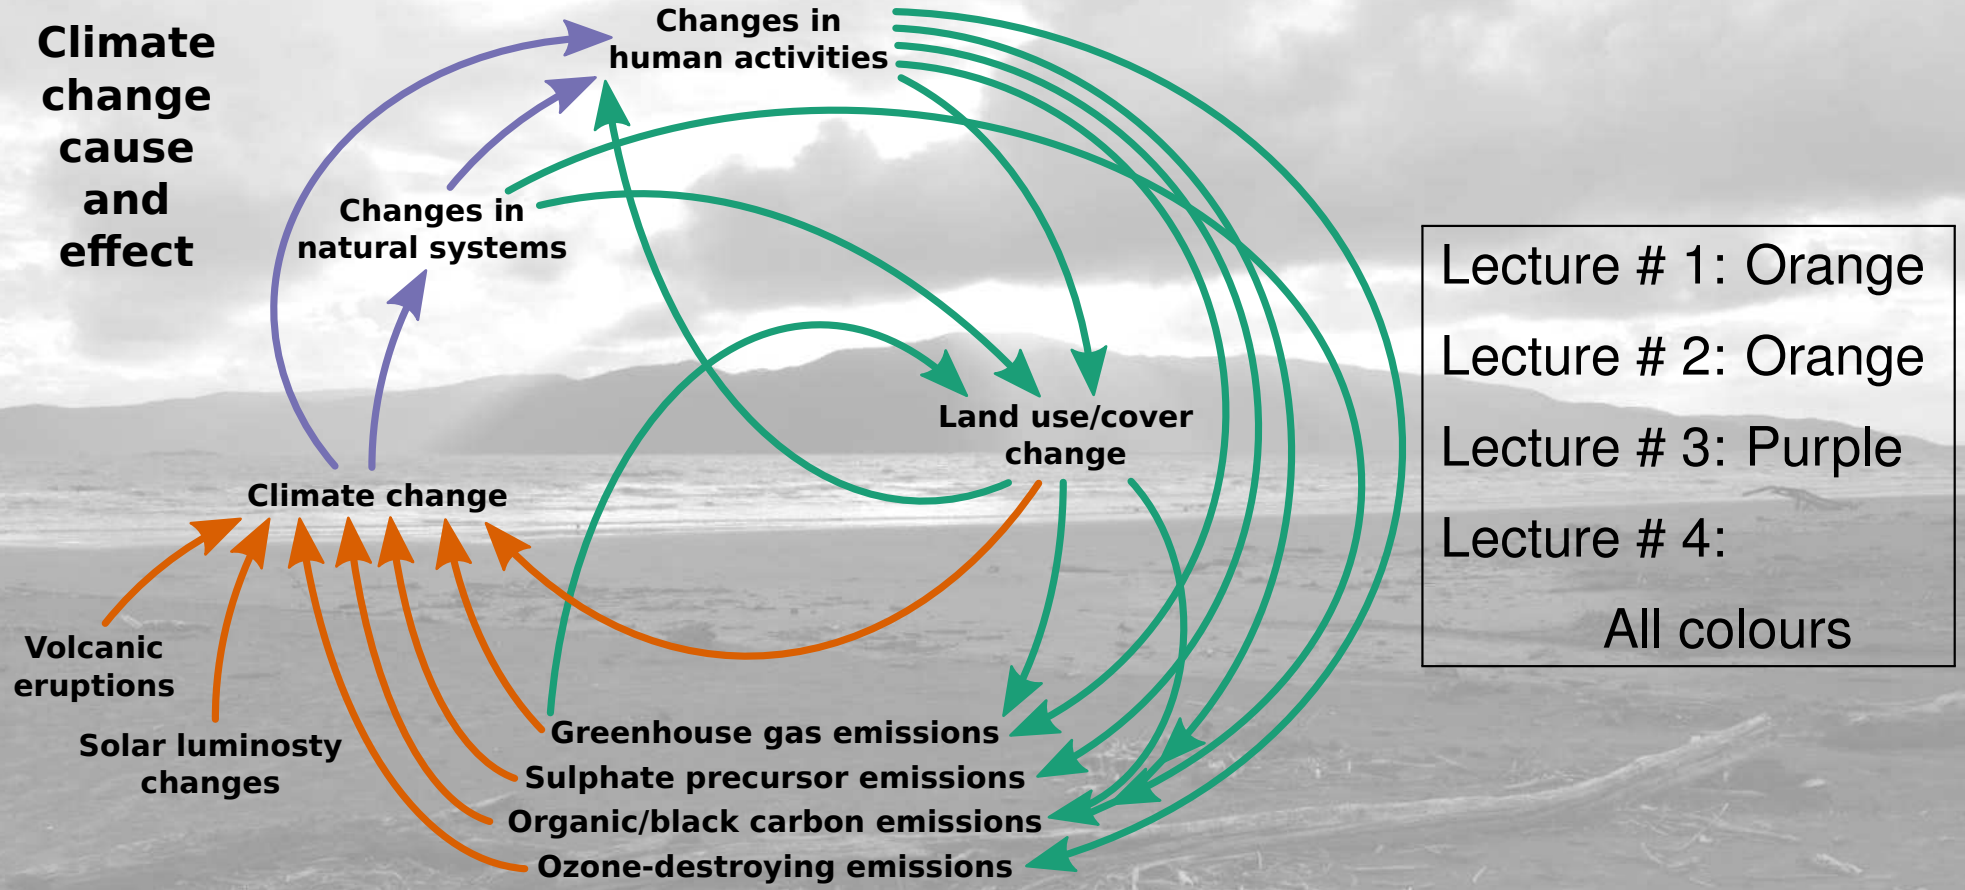 Climate
change
cause
and
effect
Changes in
human activities
Changes in
natural systems
Land use/cover
change
Climate change
Volcanic
eruptions
Solar luminosty
changes
Greenhouse gas emissions
Sulphate precursor emissions
Organic/black carbon emissions
Ozone-destroying emissions
Lecture # 1: Orange
Lecture # 2: Orange
Lecture # 3: Purple
Lecture # 4:
All colours